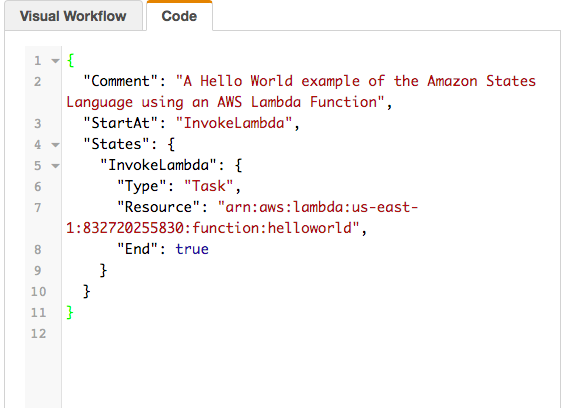 Visual Workflow Code
1 {
2 "Comment": "A Hello World example of the Amazon States
Language using an AWS Lambda Function",
3 "StartAt": "InvokeLambda",
4 "States": {
5 "InvokeLambda": {
6 "Type": "Task",
7 "Resource": "arn:aws:lambda:us-east-
1:832720255830:function:helloworld",
8 "End": true
9 }
10 }
11 }
12